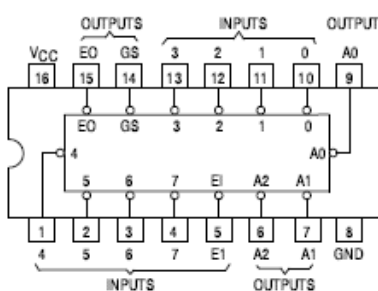 OUTPUTS INPUTS OUTPUT
VCC EO GS 3 2 1 0 A0
16 15 14 13 12 11 10 9
EO GS 3 2 1 0
4 A0
5 6 7 EI A2 A1
1 2 3 4 5 6 7 8
4 5 6 7 E1 A2 A1 GND
INPUTS OUTPUTS